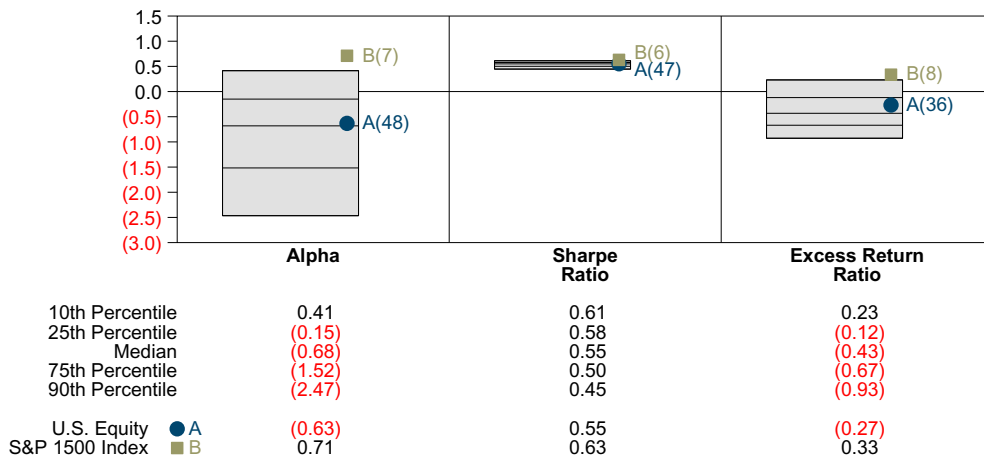 1.5
1.0
0.5
0.0
(0.5)
(1.0)
(1.5)
(2.0)
(2.5)
(3.0)
B(7)
A(48)
B(6)
A(47)
B(8)
A(36)
Alpha
Sharpe
Ratio
Excess Return
Ratio
10th Percentile 0.41 0.61 0.23
25th Percentile (0.15) 0.58 (0.12)
Median (0.68) 0.55 (0.43)
75th Percentile (1.52) 0.50 (0.67)
90th Percentile (2.47) 0.45 (0.93)
U.S. Equity A (0.63) 0.55 (0.27)
S&P 1500 Index B 0.71 0.63 0.33